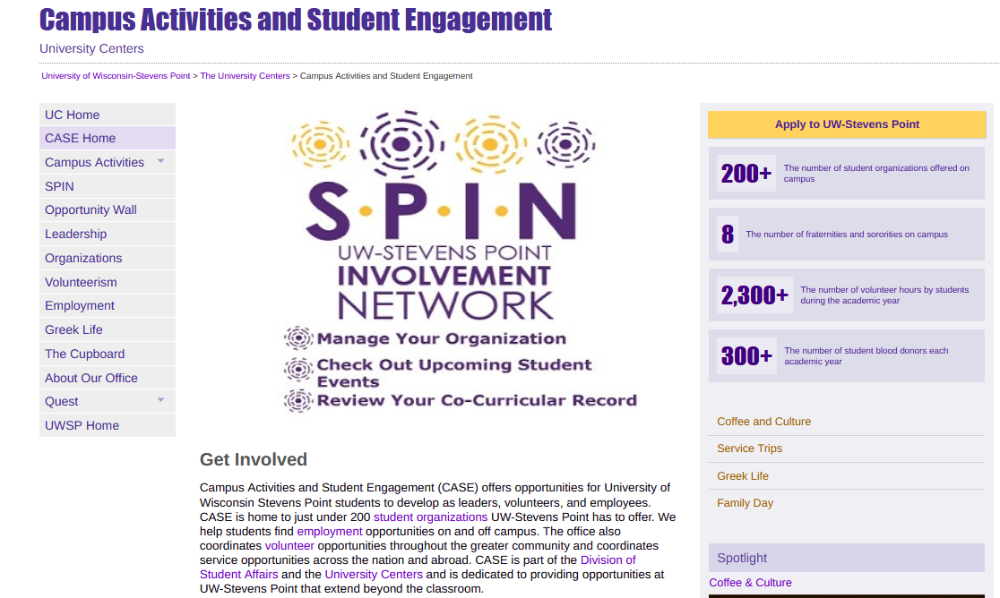 Campus Activities and Student Engagement
University Centers
University of Wisconsin-Stevens Point > The University Centers > Campus Activities and Student Engagement
UC Home
CASE Home
Campus Activities
SPIN
Opportunity Wall
Leadership
Organizations
Volunteerism
Employment
Greek Life
The Cupboard
About Our Office
Quest
UWSP Home
S·P·I·N
UW-STEVENS POINT
INVOLVEMENT
NETWORK
Manage Your Organization
Check Out Upcoming Student
Events
Review Your Co-Curricular Record
Get Involved
Campus Activities and Student Engagement (CASE) offers opportunities for University of
Wisconsin Stevens Point students to develop as leaders, volunteers, and employees.
CASE is home to just under 200 student organizations UW-Stevens Point has to offer. We
help students find employment opportunities on and off campus. The office also
coordinates volunteer opportunities throughout the greater community and coordinates
service opportunities across the nation and abroad. CASE is part of the Division of
Student Affairs and the University Centers and is dedicated to providing opportunities at
UW-Stevens Point that extend beyond the classroom.
Apply to UW-Stevens Point
200+
The number of student organizations offered on
campus
8
The number of fraternities and sororities on campus
2,300+
The number of volunteer hours by students
during the academic year
300+
The number of student blood donors each
academic year
Coffee and Culture
Service Trips
Greek Life
Family Day
Spotlight
Coffee & Culture